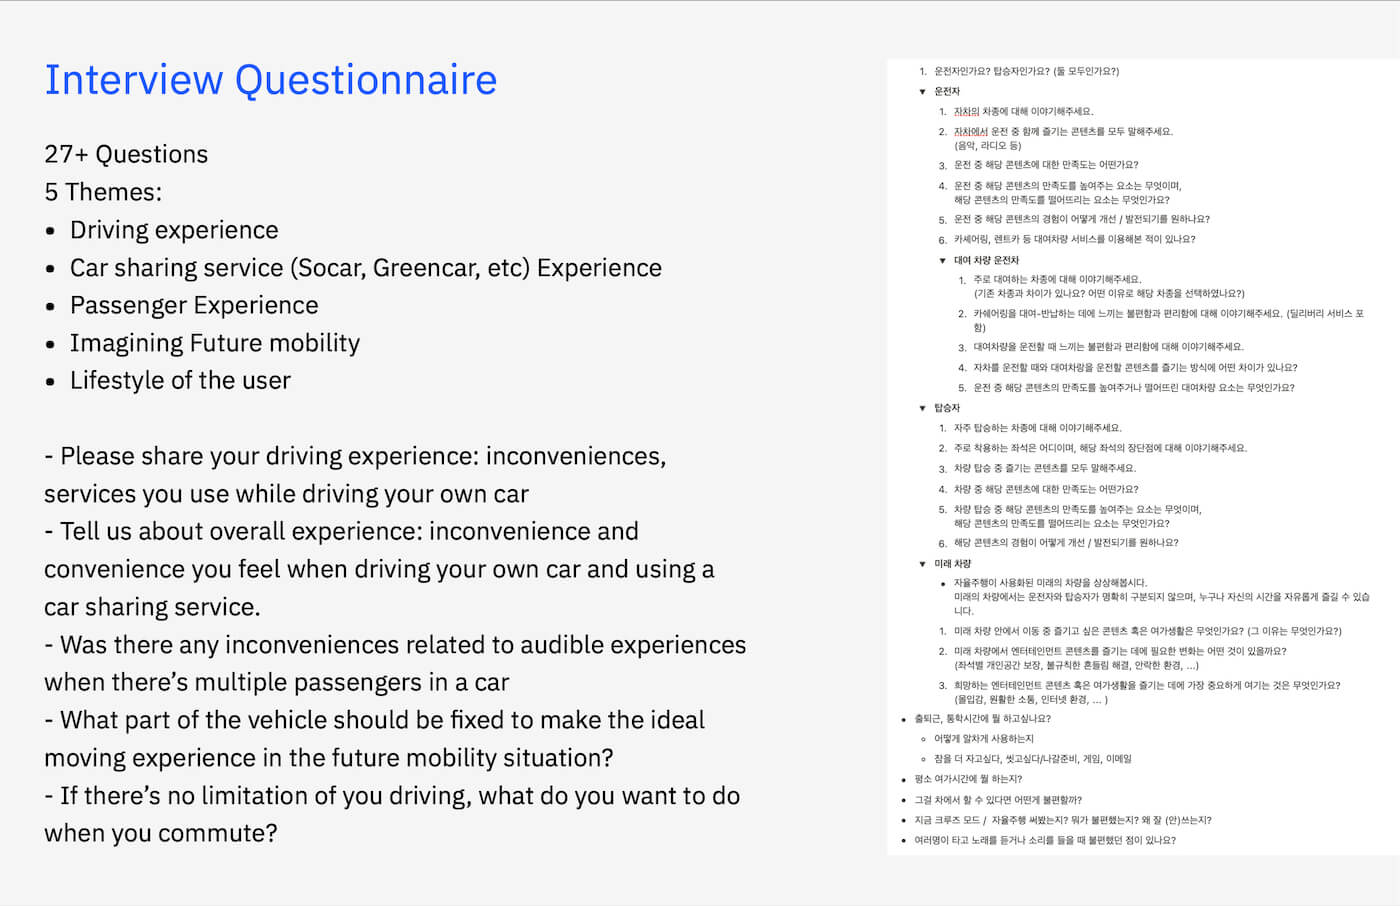 Interview Questionnaire
27+ Questions
5 Themes:
• Driving experience
• Car sharing service (Socar, Greencar, etc) Experience
• Passenger Experience
• Imagining Future mobility
• Lifestyle of the user
- Please share your driving experience: inconveniences,
services you use while driving your own car
- Tell us about overall experience: inconvenience and
convenience you feel when driving your own car and using a
car sharing service.
- Was there any inconveniences related to audible experiences
when there’s multiple passengers in a car
- What part of the vehicle should be fixed to make the ideal
moving experience in the future mobility situation?
- If there’s no limitation of you driving, what do you want to do
when you commute?
1. 운전자인가요? 탑승자인가요? (둘 모두인가요?)
▼ 운전자
1. 자차의 차종에 대해 이야기해주세요.
2. 자차에서 운전 중 함께 즐기는 콘텐츠를 모두 말해주세요.
(음악, 라디오 등)
3. 운전 중 해당 콘텐츠에 대한 만족도는 어떤가요?
4. 운전 중 해당 콘텐츠의 만족도를 높여주는 요소는 무엇이며,
해당 콘텐츠의 만족도를 떨어뜨리는 요소는 무엇인가요?
5. 운전 중 해당 콘텐츠의 경험이 어떻게 개선 / 발전되기를 원하나요?
6. 카셰어링, 렌트카 등 대여차량 서비스를 이용해본 적이 있나요?
▼ 대여 차량 운전차
1. 주로 대여하는 차종에 대해 이야기해주세요.
(기존 차종과 차이가 있나요? 어떤 이유로 해당 차종을 선택하였나요?)
2. 카쉐어링을 대여-반납하는 데에 느끼는 불편함과 편리함에 대해 이야기해주세요. (딜리버리 서비스 포
함)
3. 대여차량을 운전할 때 느끼는 불편함과 편리함에 대해 이야기해주세요.
4. 자차를 운전할 때와 대여차량을 운전할 콘텐츠를 즐기는 방식에 어떤 차이가 있나요?
5. 운전 중 해당 콘텐츠의 만족도를 높여주거나 떨어뜨린 대여차량 요소는 무엇인가요?
▼ 탑승자
1. 자주 탑승하는 차종에 대해 이야기해주세요.
2. 주로 착용하는 좌석은 어디이며, 해당 좌석의 장단점에 대해 이야기해주세요.
3. 차량 탑승 중 즐기는 콘텐츠를 모두 말해주세요.
4. 차량 중 해당 콘텐츠에 대한 만족도는 어떤가요?
5. 차량 탑승 중 해당 콘텐츠의 만족도를 높여주는 요소는 무엇이며,
해당 콘텐츠의 만족도를 떨어뜨리는 요소는 무엇인가요?
6. 해당 콘텐츠의 경험이 어떻게 개선 / 발전되기를 원하나요?
▼ 미래 차량
• 자율주행이 사용화된 미래의 차량을 상상해봅시다.
미래의 차량에서는 운전자와 탑승자가 명확히 구분되지 않으며, 누구나 자신의 시간을 자유롭게 즐길 수 있습
니다.
1. 미래 차량 안에서 이동 중 즐기고 싶은 콘텐츠 혹은 여가생활은 무엇인가요? (그 이유는 무엇인가요?)
2. 미래 차량에서 엔터테인먼트 콘텐츠를 즐기는 데에 필요한 변화는 어떤 것이 있을까요?
(좌석별 개인공간 보장, 불규칙한 흔들림 해결, 안락한 환경, ...)
3. 희망하는 엔터테인먼트 콘텐츠 혹은 여가생활을 즐기는 데에 가장 중요하게 여기는 것은 무엇인가요?
(몰입감, 원활한 소통, 인터넷 환경, ... )
• 출퇴근, 통학시간에 뭘 하고싶나요?
◦ 어떻게 알차게 사용하는지
◦ 잠을 더 자고싶다, 씻고싶다/나갈준비, 게임, 이메일
• 평소 여가시간에 뭘 하는지?
• 그걸 차에서 할 수 있다면 어떤게 불편할까?
• 지금 크루즈 모드 / 자율주행 써봤는지? 뭐가 불편했는지? 왜 잘 (안)쓰는지?
• 여러명이 타고 노래를 듣거나 소리를 들을 때 불편했던 점이 있나요?